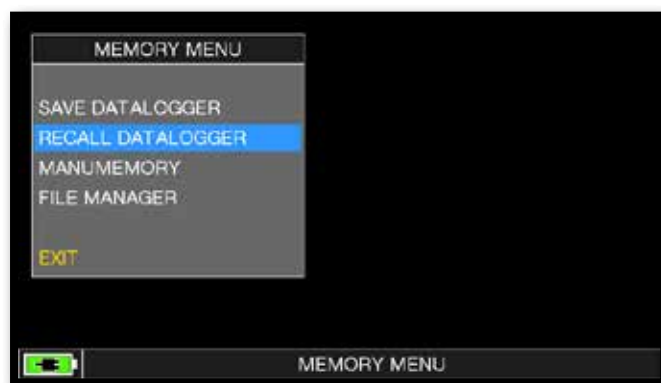 MEMORY MENU
SAVE DATALOGGER
RECALL DATALOGGER
MANUMEMORY
FILE MANAGER
EXIT
MEMORY MENU